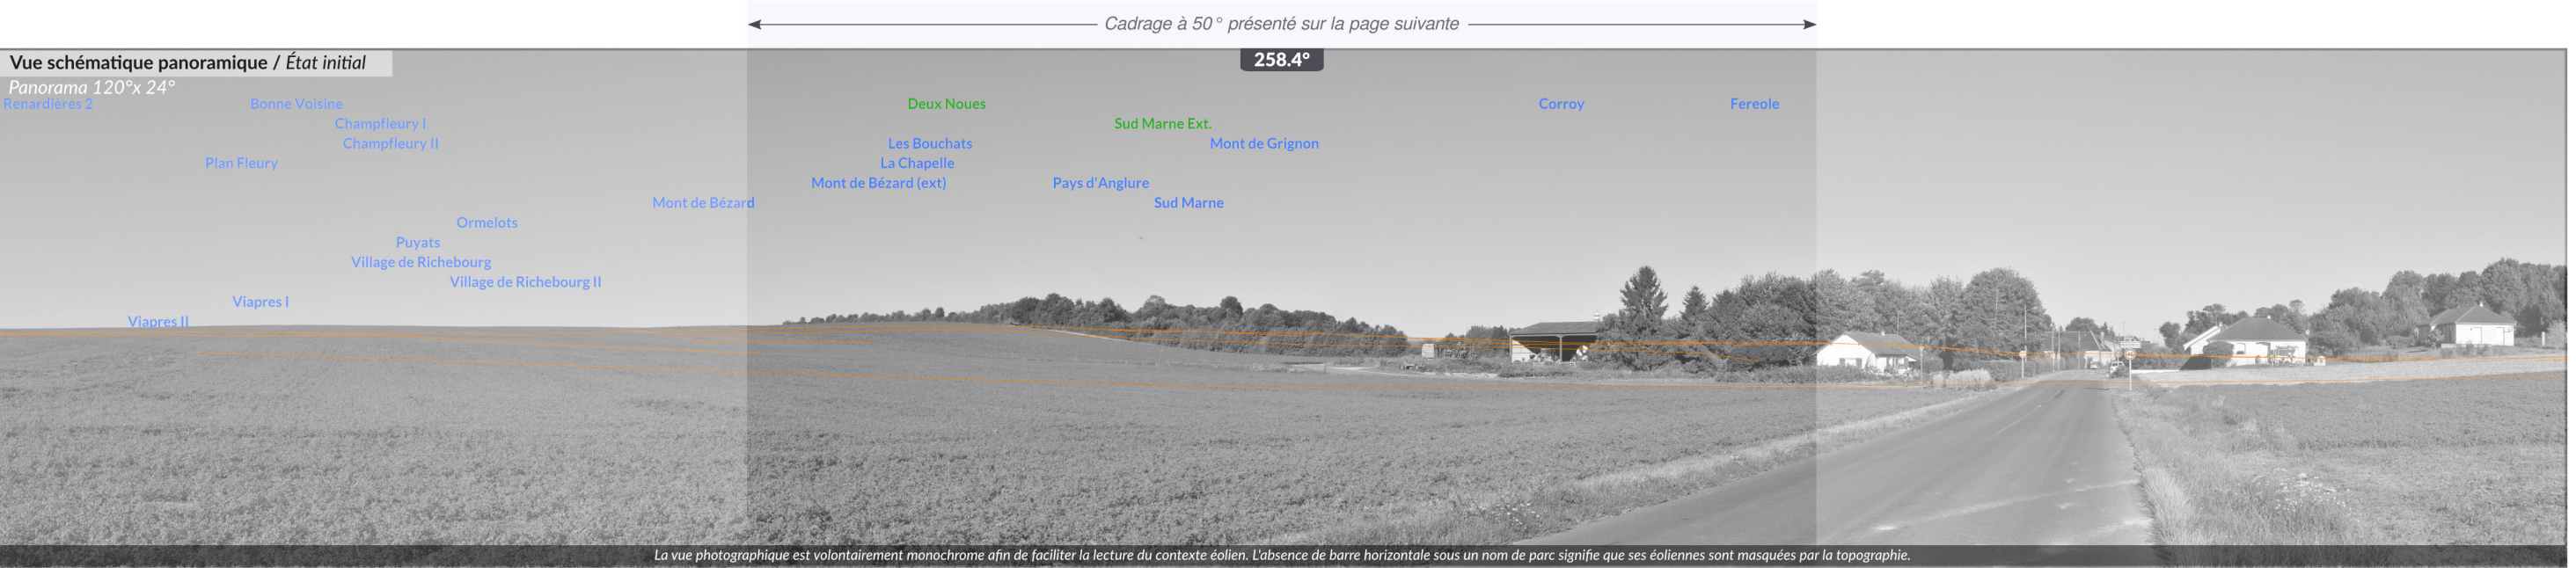 Cadrage à 50° présenté sur la page suivante
Vue schématique panoramique / État initial
258.4°
Panorama 120°x 24°
Renardières 2
Bonne Voisine
Deux Noues
Corroy
Fereole
Champfleury I
Sud Marne Ext.
Champfleury II
Les Bouchats
Mont de Grignon
Plan Fleury
La Chapelle
Mont de Bézard (ext)
Pays d'Anglure
Mont de Bézard
Sud Marne
Ormelots
Puyats
Village de Richebourg
Village de Richebourg II
Viapres I
Viapres II
La vue photographique est volontairement monochrome afin de faciliter la lecture du contexte éolien. L'absence de barre horizontale sous un nom de parc signifie que ses éoliennes sont masquées par la topographie.